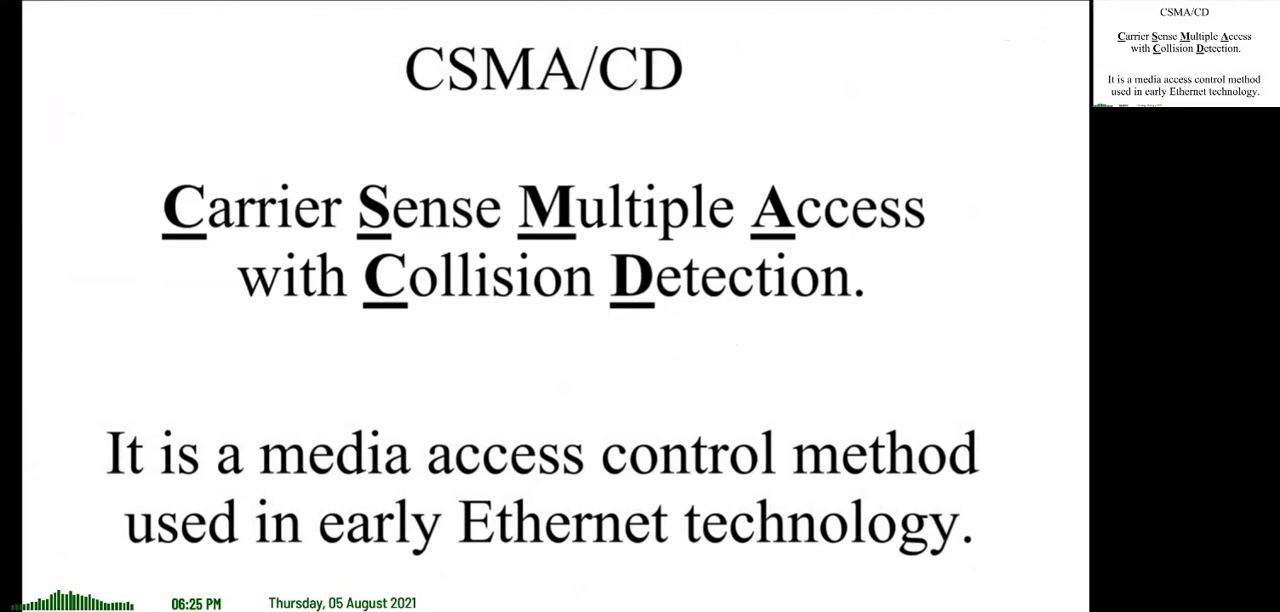 CSMA/CD
Carrier Sense Multiple Access
with Collision Detection.
It is a media access control method
used in early Ethernet technology.
06:25 PM Thursday, 05 August 2021
CSMA/CD
Carrier Sense Multiple Access
with Collision Detection.
It is a media access control method
used in early Ethernet technology.